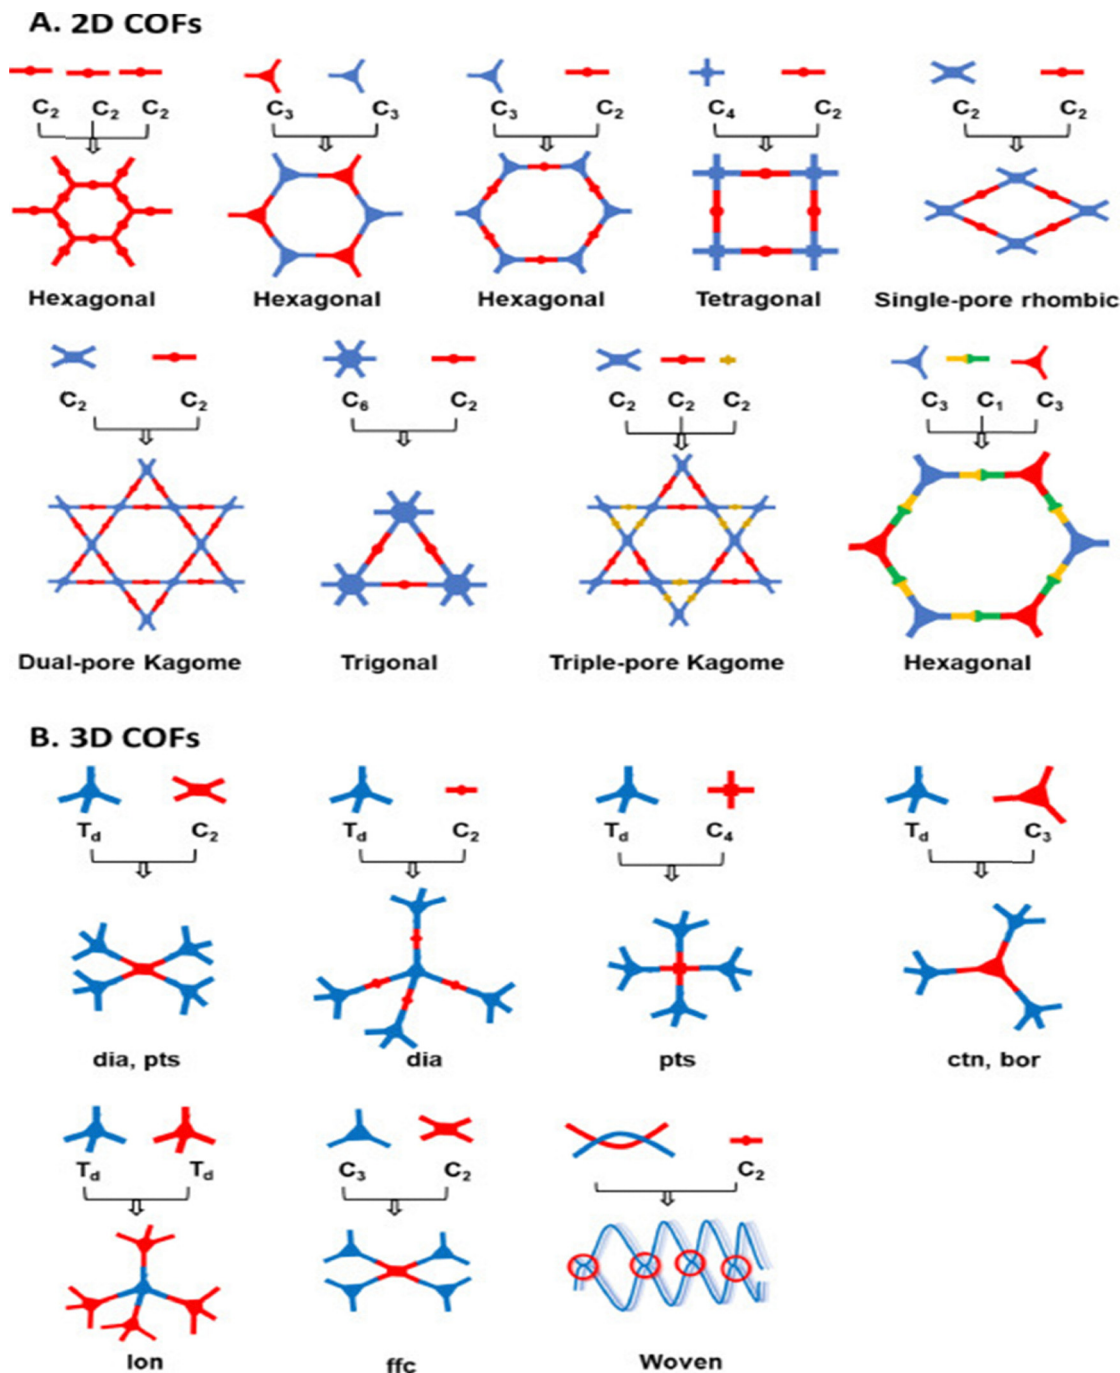 A. 2D COFs
C2 C2 C2
C3 C3
C3 C2
C4 C2
C2 C2
Hexagonal
Hexagonal
Hexagonal
Tetragonal
Single-pore rhombic
C2 C2
C6 C2
C2 C2 C2
C3 C1 C3
Dual-pore Kagome
Trigonal
Triple-pore Kagome
Hexagonal
B. 3D COFs
Td C2
Td C2
Td C4
Td C3
dia, pts
dia
pts
ctn, bor
Td Td
C3 C2
C2
lon
ffc
Woven